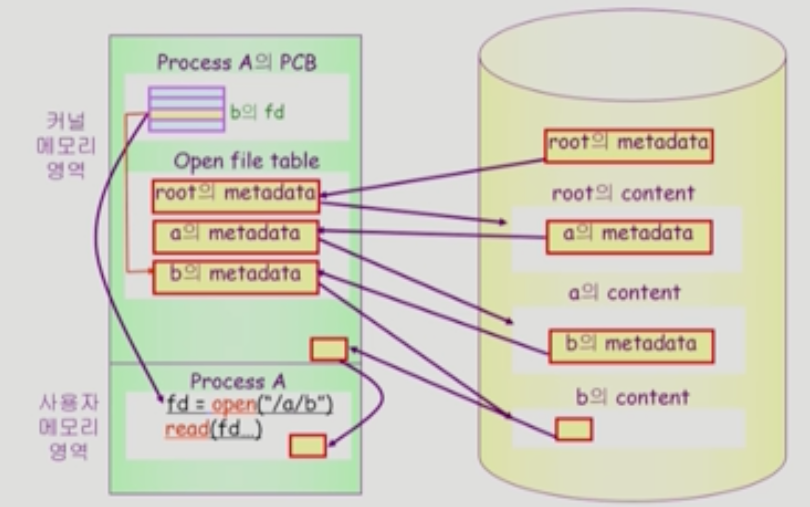 Process A의 PCB
b의 fd
커널
메모리
영역
Open file table
root의 metadata
a의 metadata
b의 metadata
Process A
fd = open("/a/b")
read(fd...)
사용자
메모리
영역
root의 metadata
root의 content
a의 metadata
a의 content
b의 metadata
b의 content